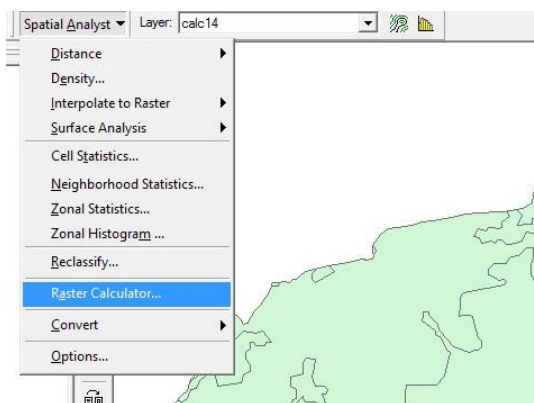 Spatial Analyst Layer: calc14
Distance
Density...
Interpolate to Raster
Surface Analysis
Cell Statistics...
Neighborhood Statistics...
Zonal Statistics...
Zonal Histogram ...
Reclassify...
Raster Calculator...
Convert
Options...